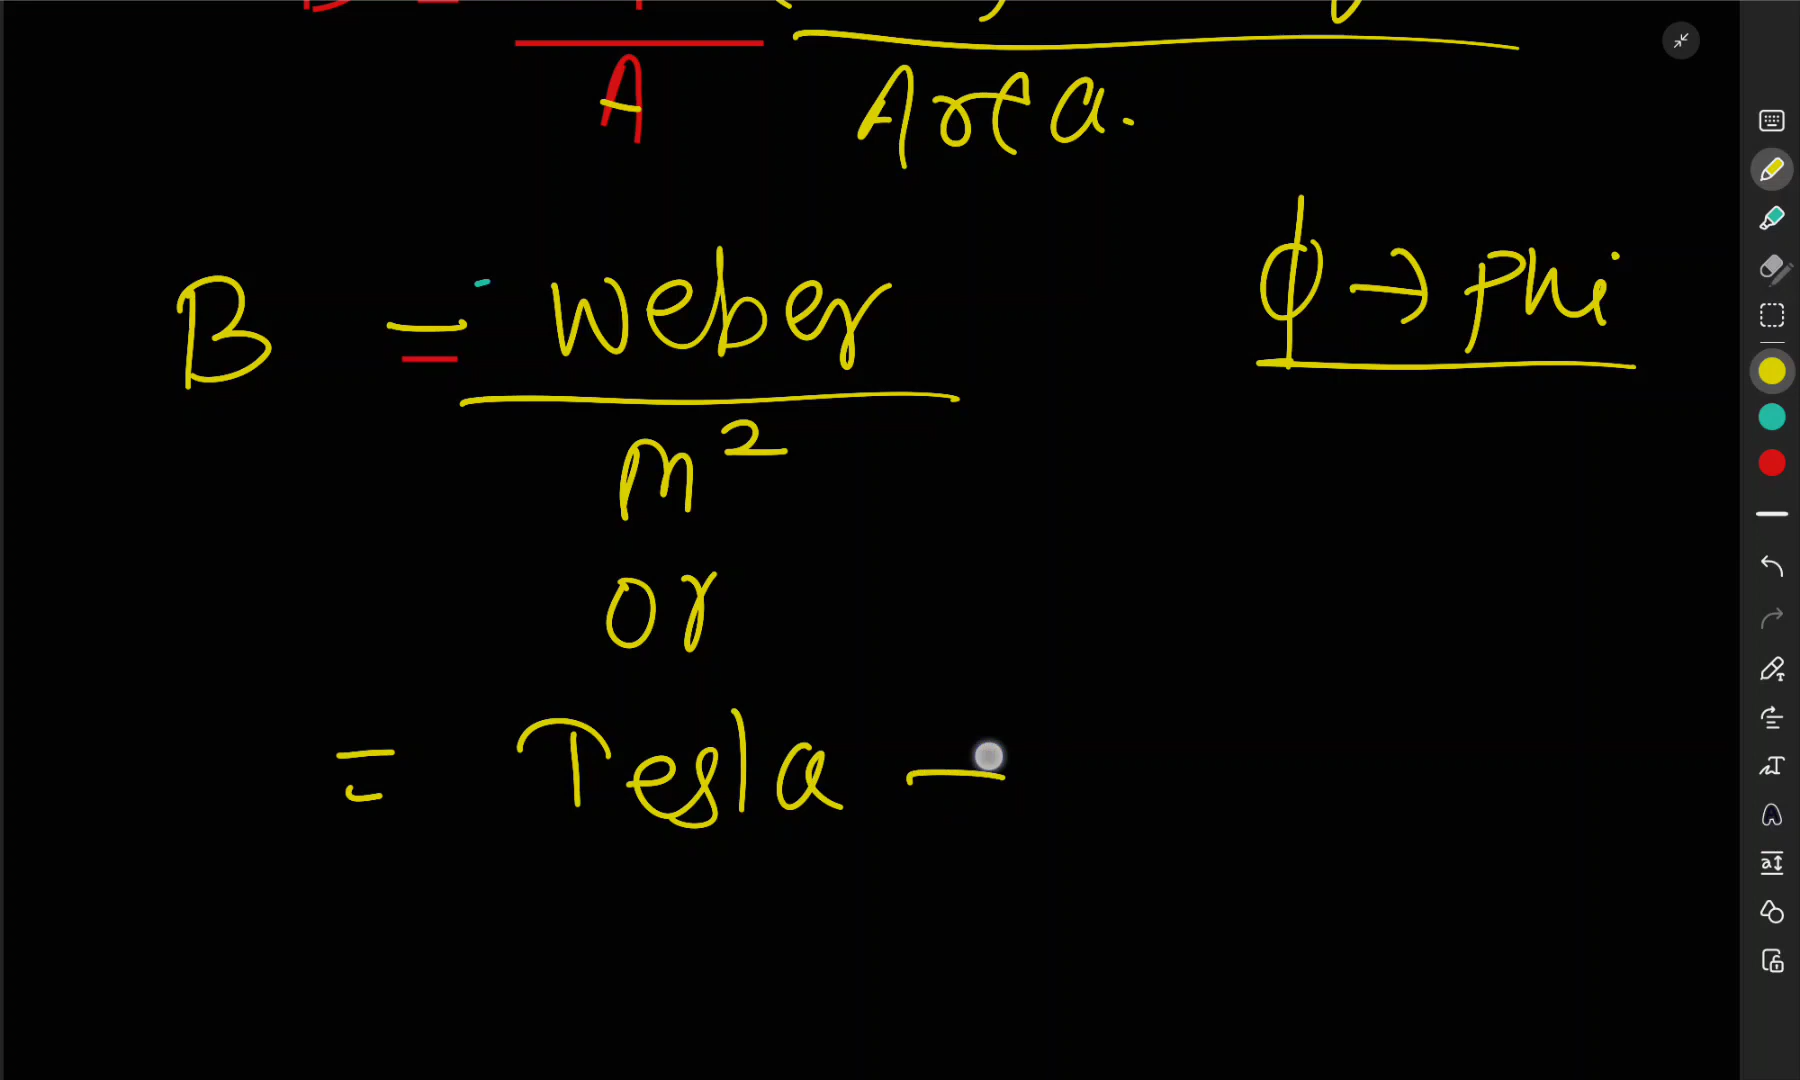 A Area.
B = Weber ϕ → Phi
m²
or
= Tesla —